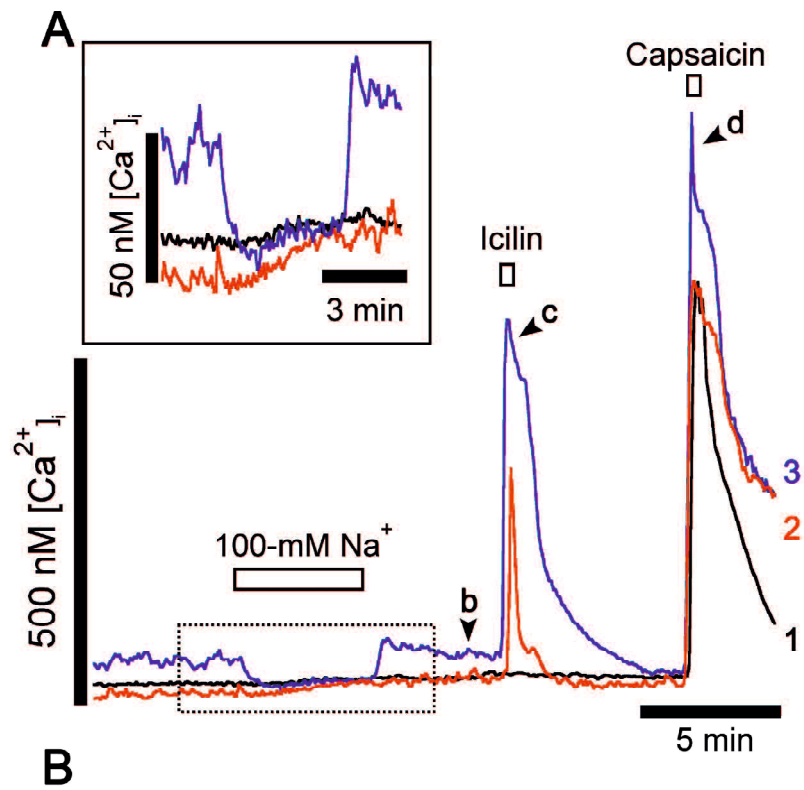 A
50 nM [Ca2+]i
3 min
Capsaicin
d
Icilin
c
500 nM [Ca2+]i
100-mM Na+
b
3
2
1
5 min
B